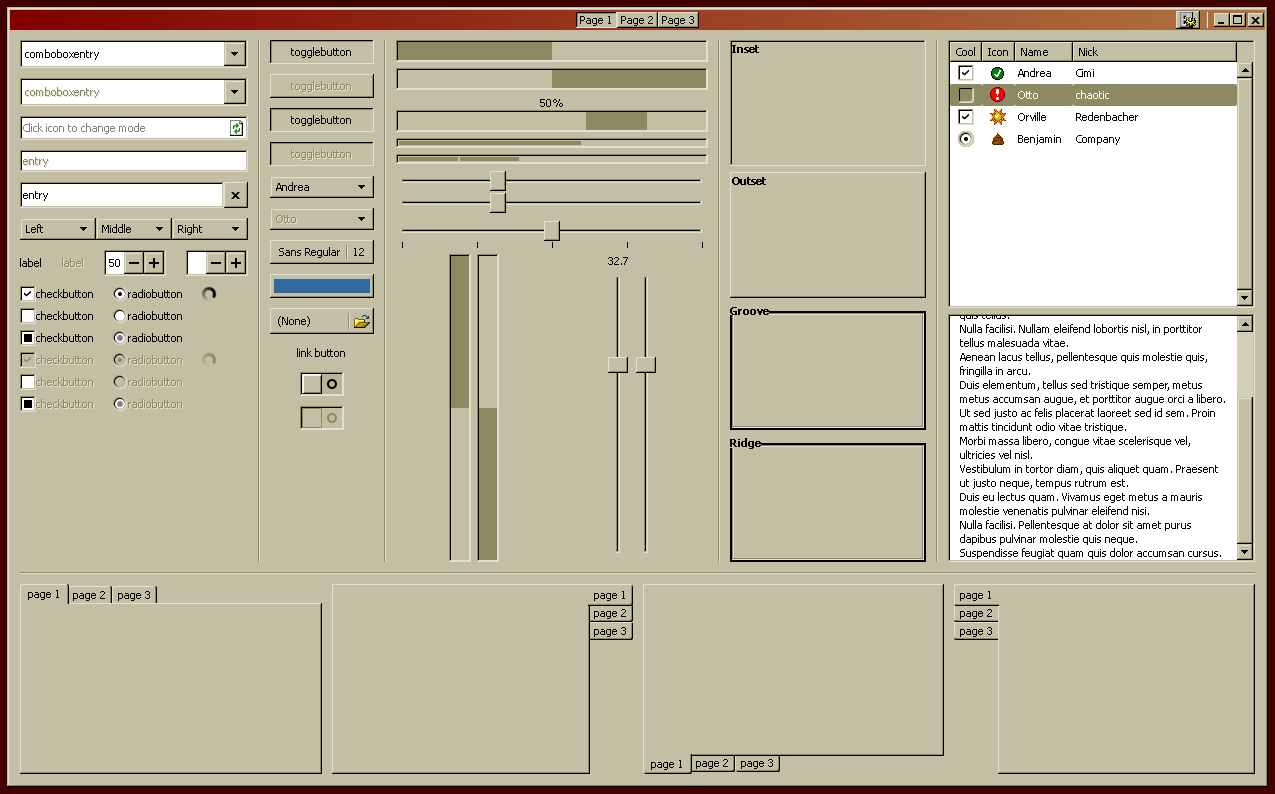 Page 1 Page 2 Page 3
comboboxentry
comboboxentry
Click icon to change mode
entry
entry
Left Middle Right
label label 50
checkbutton radiobutton
checkbutton radiobutton
checkbutton radiobutton
checkbutton radiobutton
checkbutton radiobutton
checkbutton radiobutton
togglebutton
togglebutton
togglebutton
togglebutton
Andrea
Otto
Sans Regular 12
(None)
link button
50%
32.7
Inset
Outset
Groove
Ridge
Cool Icon Name Nick
Andrea Cimi
Otto chaotic
Orville Redenbacher
Benjamin Company
quis tellus.
Nulla facilisi. Nullam eleifend lobortis nisl, in porttitor
tellus malesuada vitae.
Aenean lacus tellus, pellentesque quis molestie quis,
fringilla in arcu.
Duis elementum, tellus sed tristique semper, metus
metus accumsan augue, et porttitor augue orci a libero.
Ut sed justo ac felis placerat laoreet sed id sem. Proin
mattis tincidunt odio vitae tristique.
Morbi massa libero, congue vitae scelerisque vel,
ultricies vel nisl.
Vestibulum in tortor diam, quis aliquet quam. Praesent
ut justo neque, tempus rutrum est.
Duis eu lectus quam. Vivamus eget metus a mauris
molestie venenatis pulvinar eleifend nisi.
Nulla facilisi. Pellentesque at dolor sit amet purus
dapibus pulvinar molestie quis neque.
Suspendisse feugiat quam quis dolor accumsan cursus.
page 1 page 2 page 3
page 1
page 2
page 3
page 1 page 2 page 3
page 1
page 2
page 3